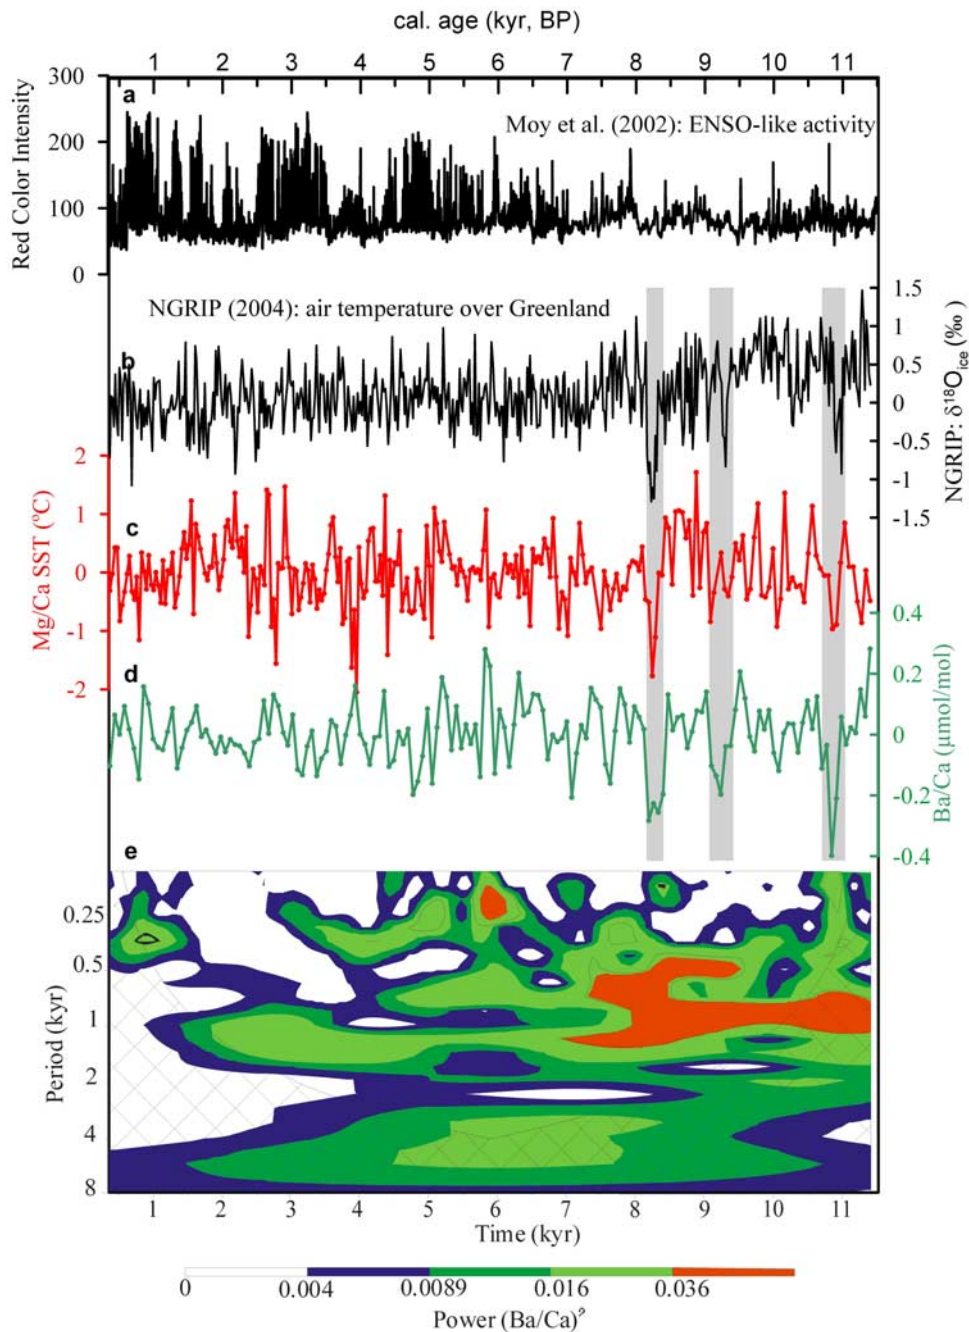 cal. age (kyr, BP)
1 2 3 4 5 6 7 8 9 10 11
300
200
100
0
Red Color Intensity
a
Moy et al. (2002): ENSO-like activity
NGRIP (2004): air temperature over Greenland
b
1.5
1
0.5
0
-0.5
-1
-1.5
NGRIP: δ¹⁸O_ice (‰)
2
1
0
-1
-2
Mg/Ca SST (°C)
c
d
0.4
0.2
0
-0.2
-0.4
Ba/Ca (μmol/mol)
e
0.25
0.5
1
2
4
8
Period (kyr)
1 2 3 4 5 6 7 8 9 10 11
Time (kyr)
0 0.004 0.0089 0.016 0.036
Power (Ba/Ca)²